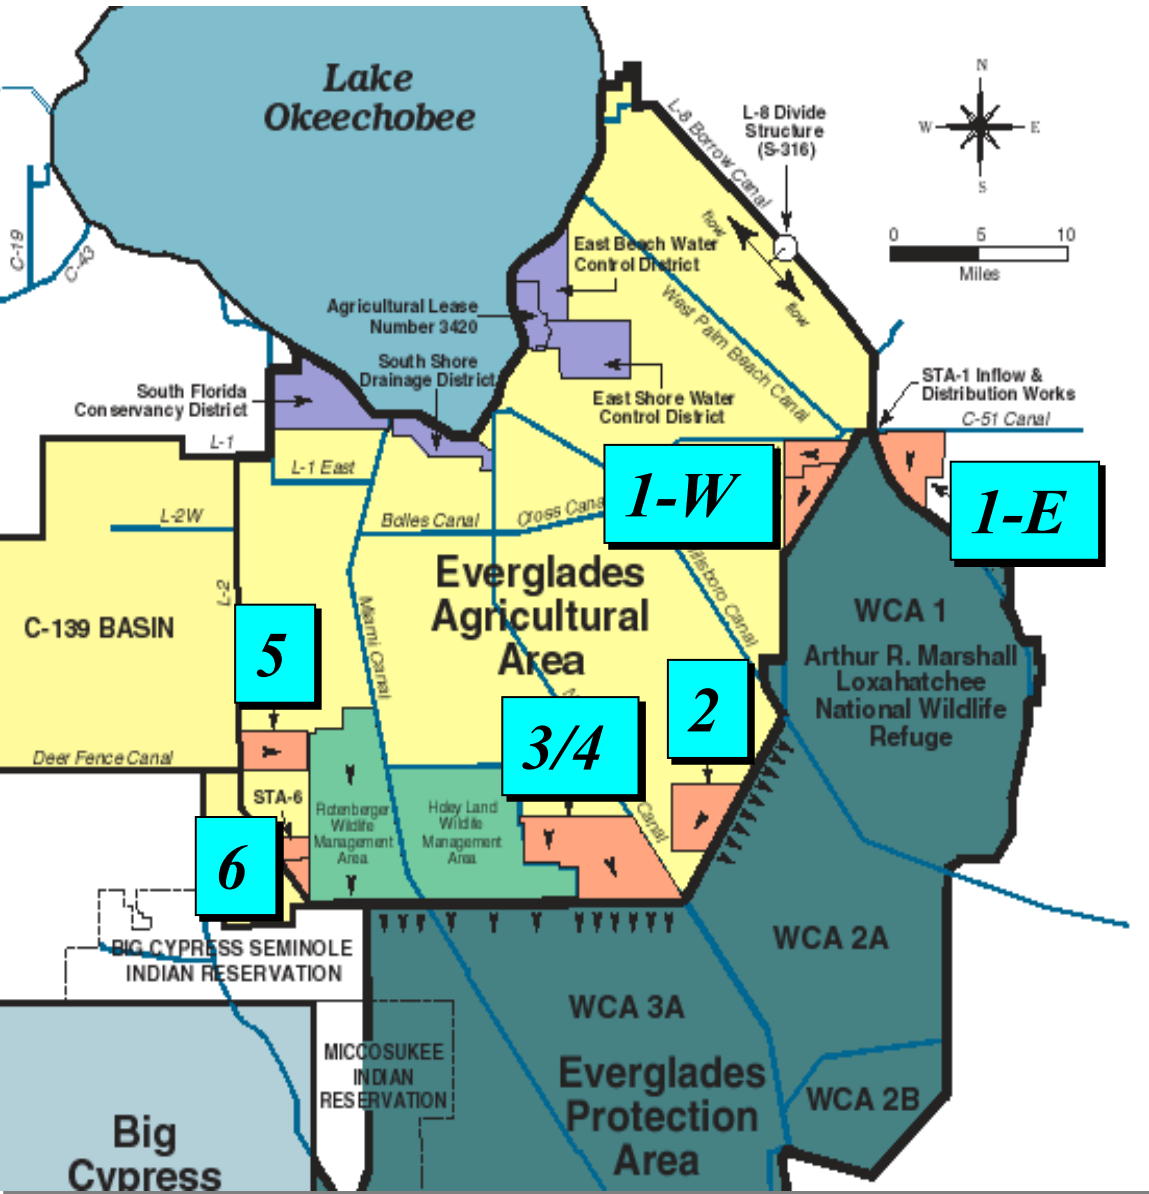 Lake
Okeechobee
N
W
E
S
L-8 Divide
Structure
(S-316)
L-8 Borrow Canal
flow
flow
0 5 10
Miles
C-19
C-43
East Beach Water
Control District
Agricultural Lease
Number 3420
West Palm Beach Canal
South Shore
Drainage District
South Florida
Conservancy District
East Shore Water
Control District
STA-1 Inflow &
Distribution Works
C-51 Canal
L-1
L-1 East
1-W
1-E
L-2W
Bolles Canal
Cross Cana
L-2
Everglades
Agricultural
Area
llsboro Canal
C-139 BASIN
Miami Canal
WCA 1
Arthur R. Marshall
Loxahatchee
National Wildlife
Refuge
5
2
N
3/4
Canal
Deer Fence Canal
STA-6
Rotenberger
Wildlife
Management
Area
Holey Land
Wildlife
Management
Area
6
BIG CYPRESS SEMINOLE
INDIAN RESERVATION
WCA 2A
WCA 3A
MICCOSUKEE
INDIAN
RESERVATION
Everglades
Protection
Area
WCA 2B
Big
Cypress